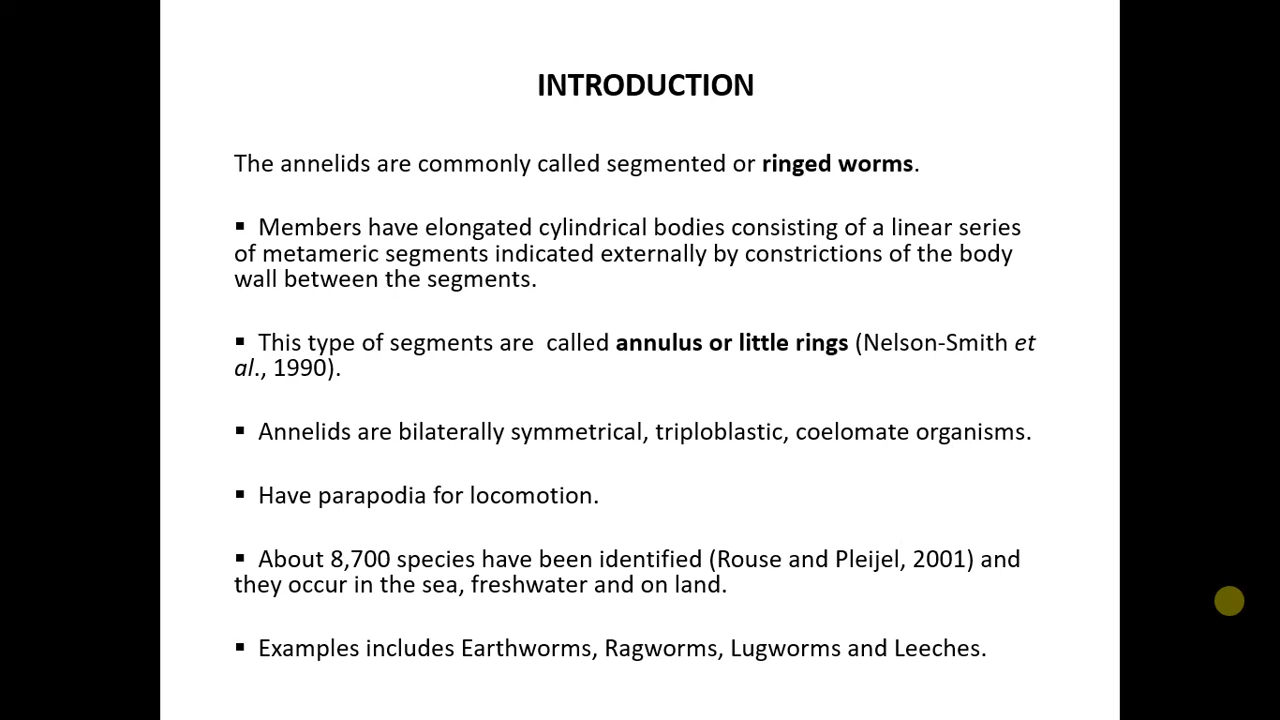 INTRODUCTION
The annelids are commonly called segmented or ringed worms.
▪ Members have elongated cylindrical bodies consisting of a linear series
of metameric segments indicated externally by constrictions of the body
wall between the segments.
▪ This type of segments are  called annulus or little rings (Nelson-Smith et
al., 1990).
▪ Annelids are bilaterally symmetrical, triploblastic, coelomate organisms.
▪ Have parapodia for locomotion.
▪ About 8,700 species have been identified (Rouse and Pleijel, 2001) and
they occur in the sea, freshwater and on land.
▪ Examples includes Earthworms, Ragworms, Lugworms and Leeches.